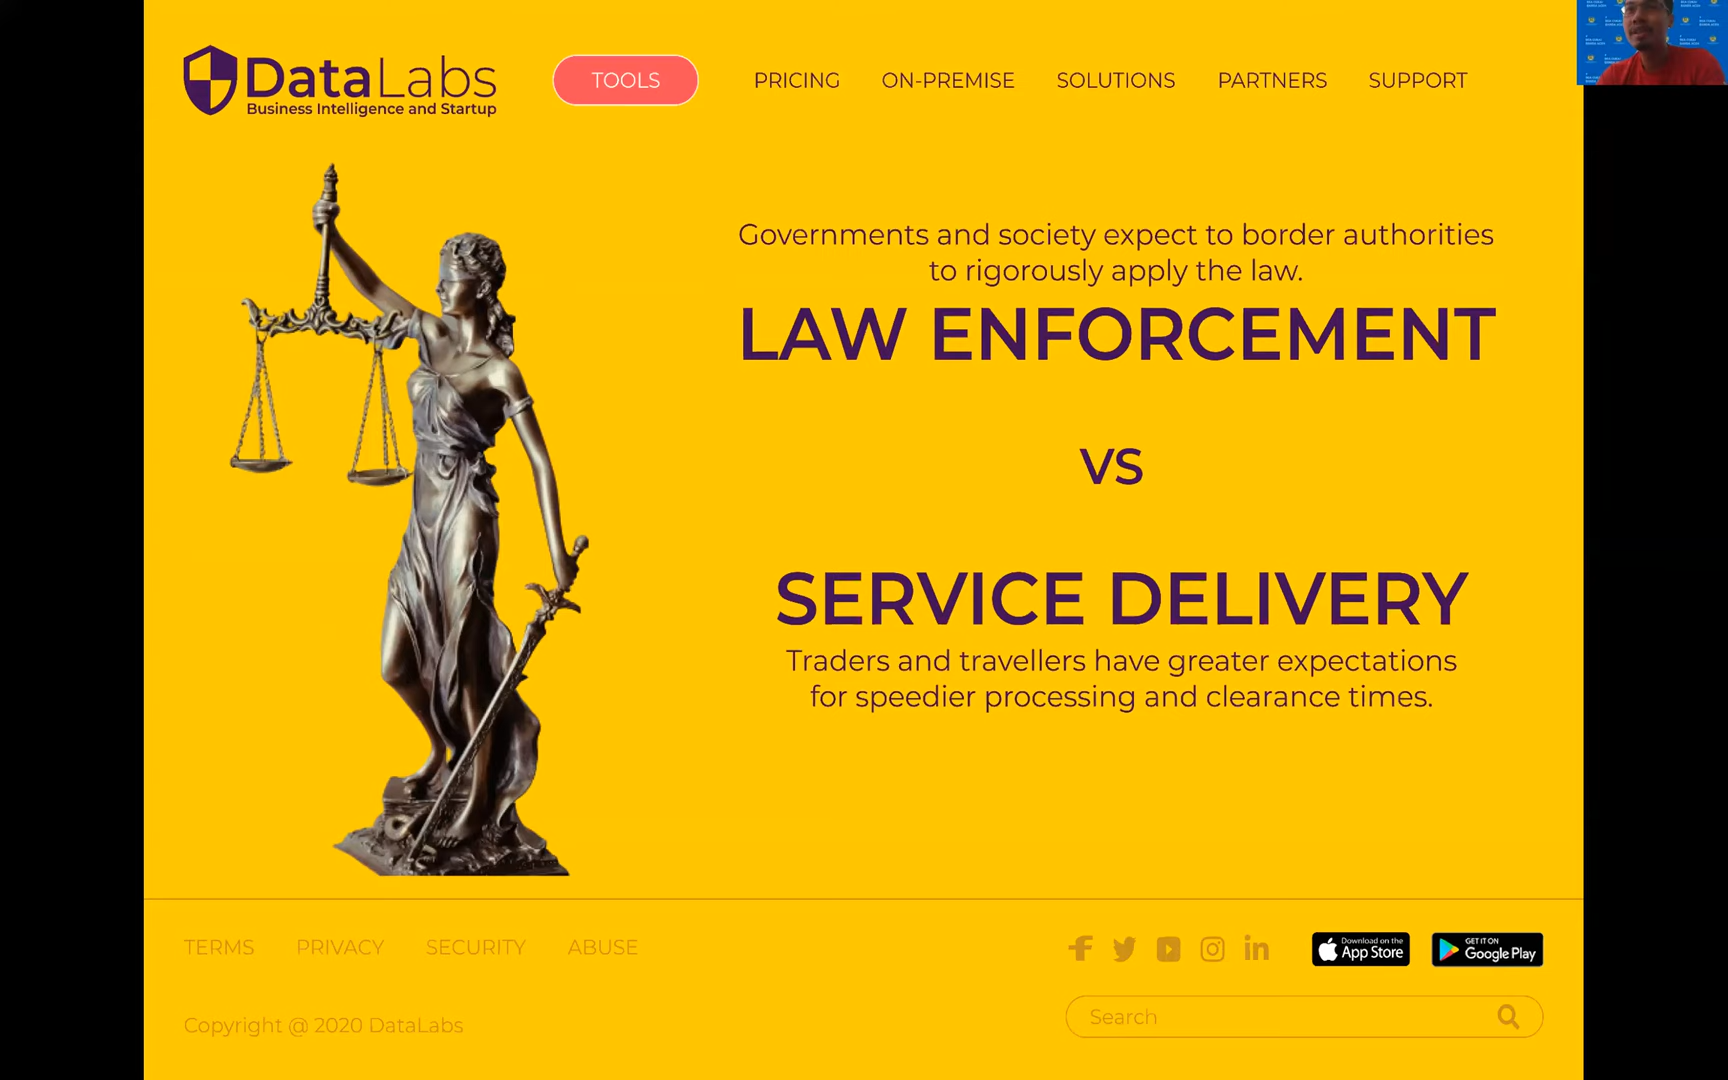 DataLabs
Business Intelligence and Startup
TOOLS
PRICING
ON-PREMISE
SOLUTIONS
PARTNERS
SUPPORT
Governments and society expect to border authorities
to rigorously apply the law.
LAW ENFORCEMENT
VS
SERVICE DELIVERY
Traders and travellers have greater expectations
for speedier processing and clearance times.
TERMS
PRIVACY
SECURITY
ABUSE
Download on the
App Store
GET IT ON
Google Play
Copyright @ 2020 DataLabs
Search